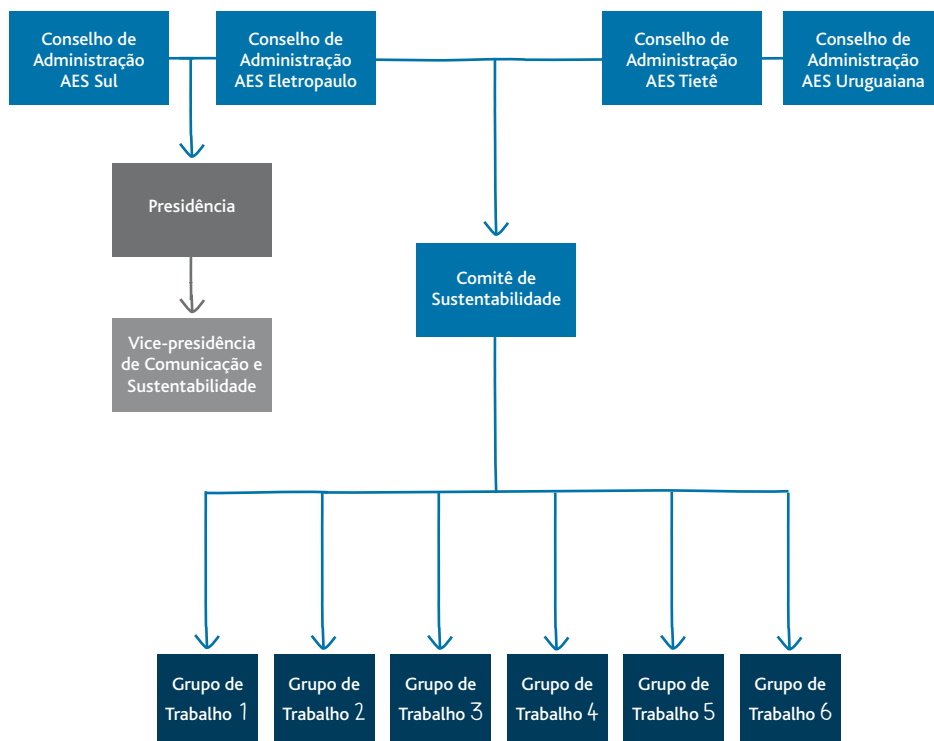 Conselho de
Administração
AES Sul
Conselho de
Administração
AES Eletropaulo
Conselho de
Administração
AES Tietê
Conselho de
Administração
AES Uruguaiana
Presidência
Comitê de
Sustentabilidade
Vice-presidência
de Comunicação e
Sustentabilidade
Grupo de
Trabalho 1
Grupo de
Trabalho 2
Grupo de
Trabalho 3
Grupo de
Trabalho 4
Grupo de
Trabalho 5
Grupo de
Trabalho 6